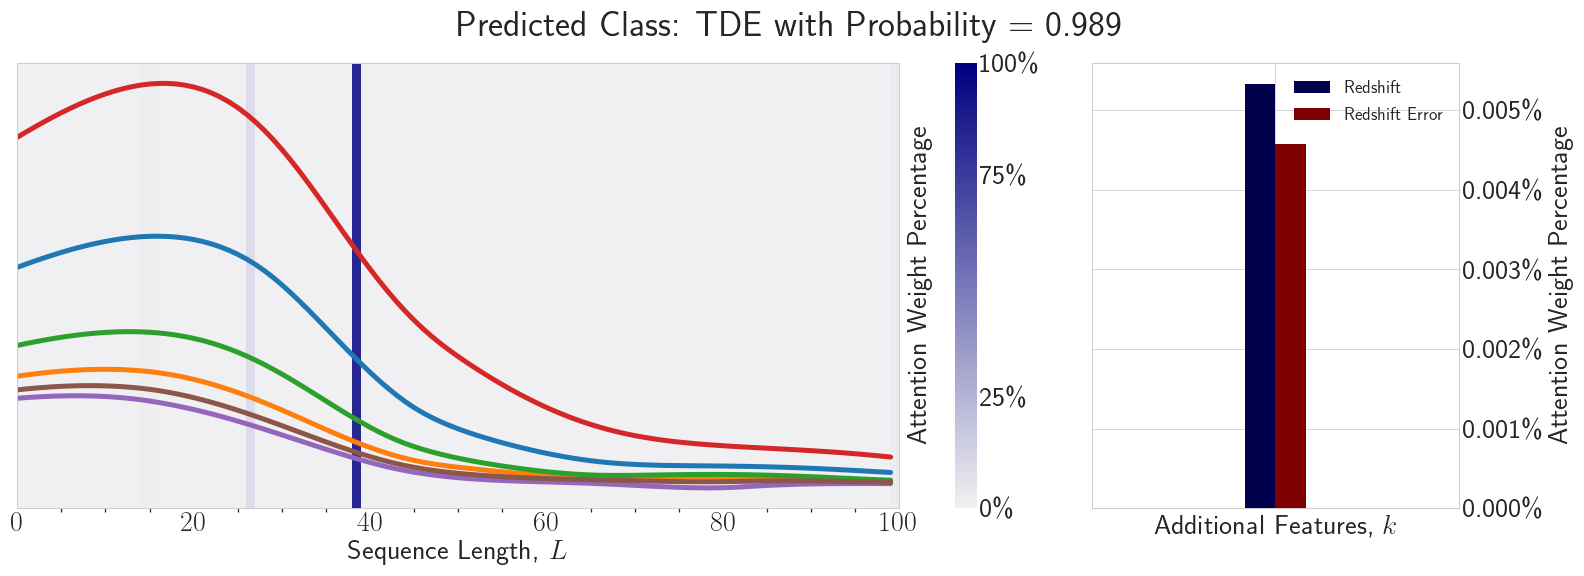 Predicted Class: TDE with Probability = 0.989
100%
75%
25%
0%
Attention Weight Percentage
0 20 40 60 80 100
Sequence Length, L
Redshift
Redshift Error
0.005%
0.004%
0.003%
0.002%
0.001%
0.000%
Attention Weight Percentage
Additional Features, k